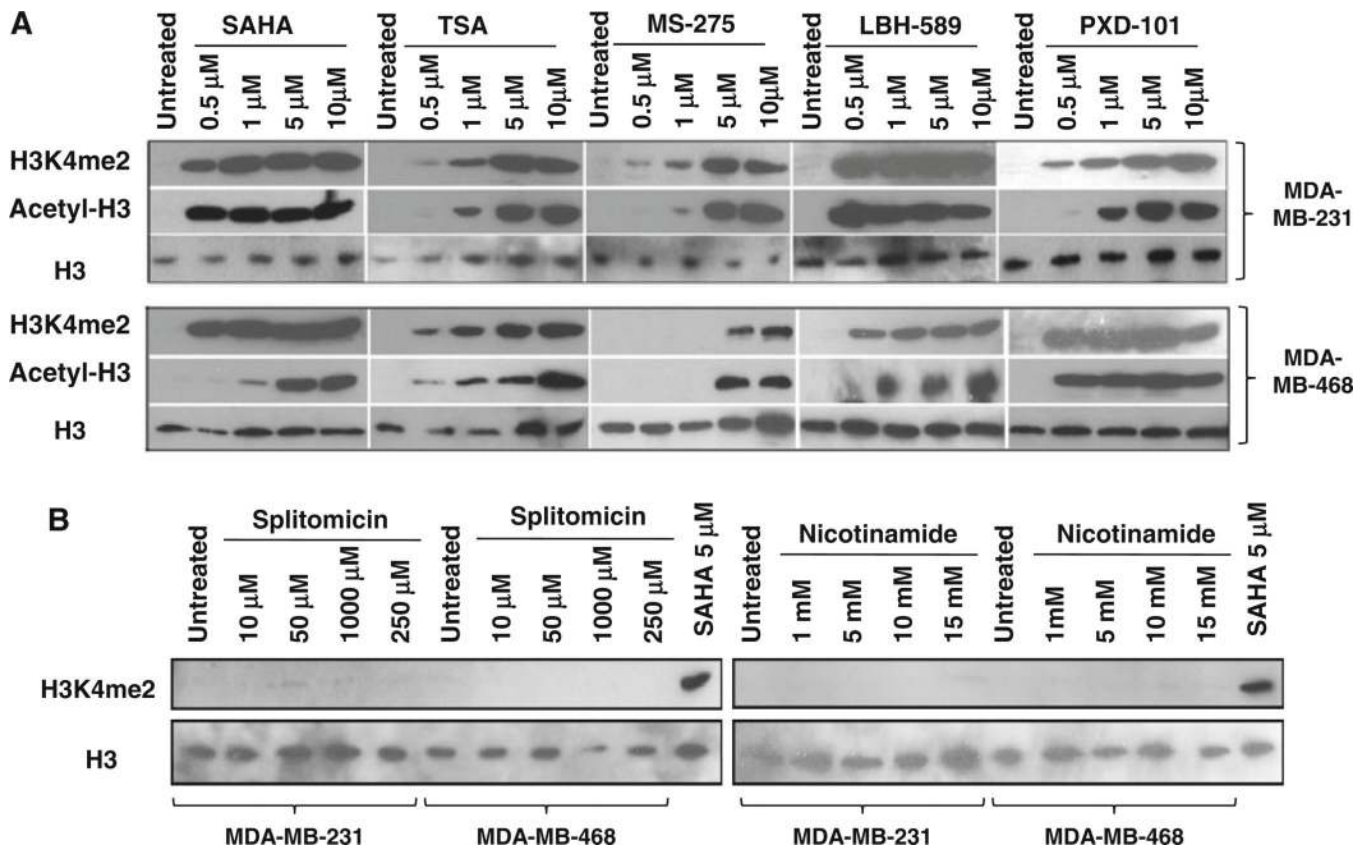 A
SAHA TSA MS-275 LBH-589 PXD-101
Untreated 0.5 μM 1 μM 5 μM 10μM Untreated 0.5 μM 1 μM 5 μM 10μM Untreated 0.5 μM 1 μM 5 μM 10μM Untreated 0.5 μM 1 μM 5 μM 10μM Untreated 0.5 μM 1 μM 5 μM 10μM
H3K4me2
Acetyl-H3
H3
MDA-
MB-231
H3K4me2
Acetyl-H3
H3
MDA-
MB-468
B
Splitomicin Splitomicin Nicotinamide Nicotinamide
Untreated 10 μM 50 μM 1000 μM 250 μM Untreated 10 μM 50 μM 1000 μM 250 μM SAHA 5 μM Untreated 1 mM 5 mM 10 mM 15 mM Untreated 1mM 5 mM 10 mM 15 mM SAHA 5 μM
H3K4me2
H3
MDA-MB-231 MDA-MB-468 MDA-MB-231 MDA-MB-468